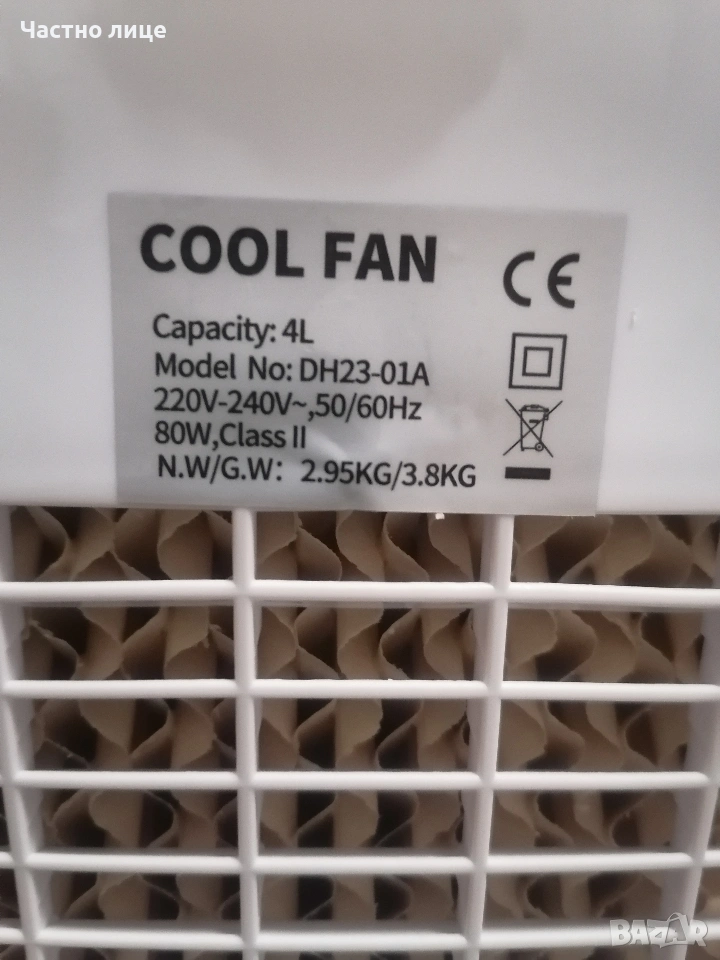 Частно лице
COOL FAN
CE
Capacity: 4L
Model No: DH23-01A
220V-240V~,50/60Hz
80W,Class II
N.W/G.W: 2.95KG/3.8KG
BAZAR